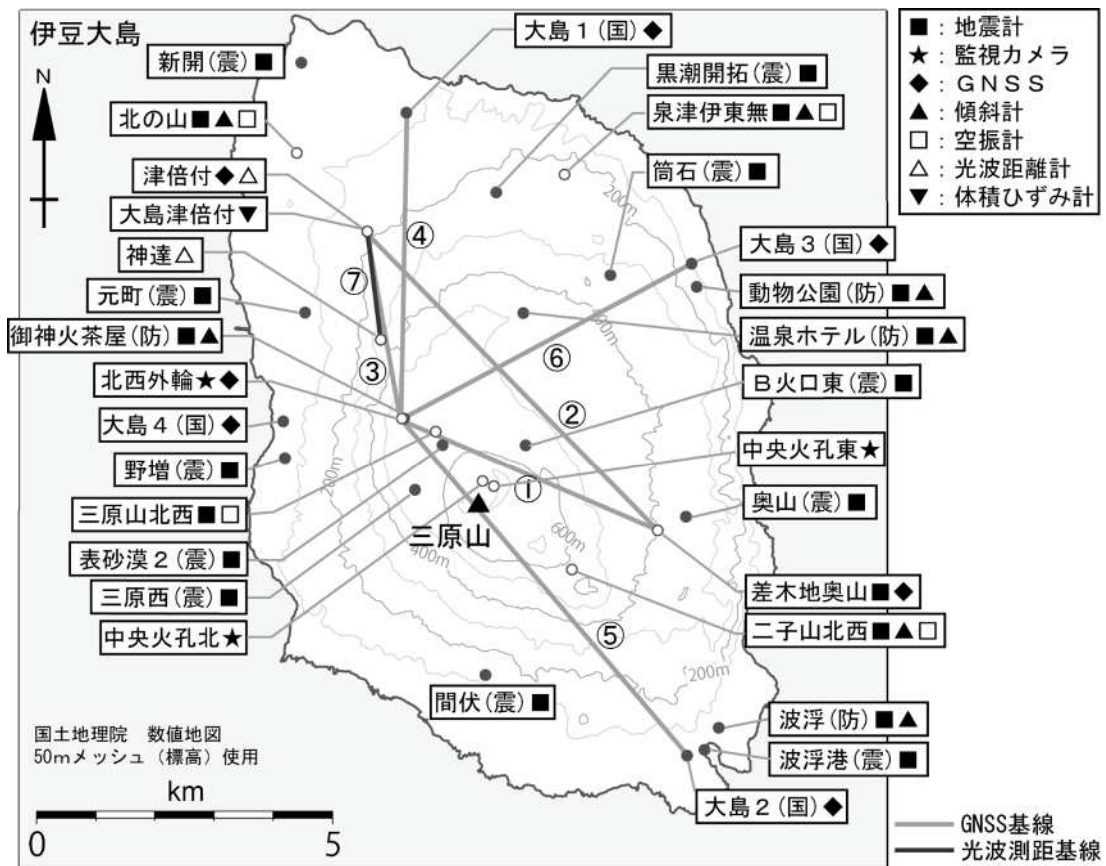 伊豆大島
N
新開(震)■
北の山■▲□
津倍付◆△
大島津倍付▼
神達△
元町(震)■
御神火茶屋(防)■▲
北西外輪★◆
大島4(国)◆
野増(震)■
三原山北西■□
表砂漠2(震)■
三原西(震)■
中央火孔北★
大島1(国)◆
黒潮開拓(震)■
泉津伊東無■▲□
筒石(震)■
大島3(国)◆
動物公園(防)■▲
温泉ホテル(防)■▲
B火口東(震)■
中央火孔東★
奥山(震)■
差木地奥山■◆
二子山北西■▲□
波浮(防)■▲
波浮港(震)■
大島2(国)◆
間伏(震)■
三原山
④
⑦
③
⑥
②
①
⑤
200m
200m
600m
400m
200m
国土地理院 数値地図
50mメッシュ(標高)使用
km
0 5
■:地震計
★:監視カメラ
◆:GNSS
▲:傾斜計
□:空振計
△:光波距離計
▼:体積ひずみ計
GNSS基線
光波測距基線